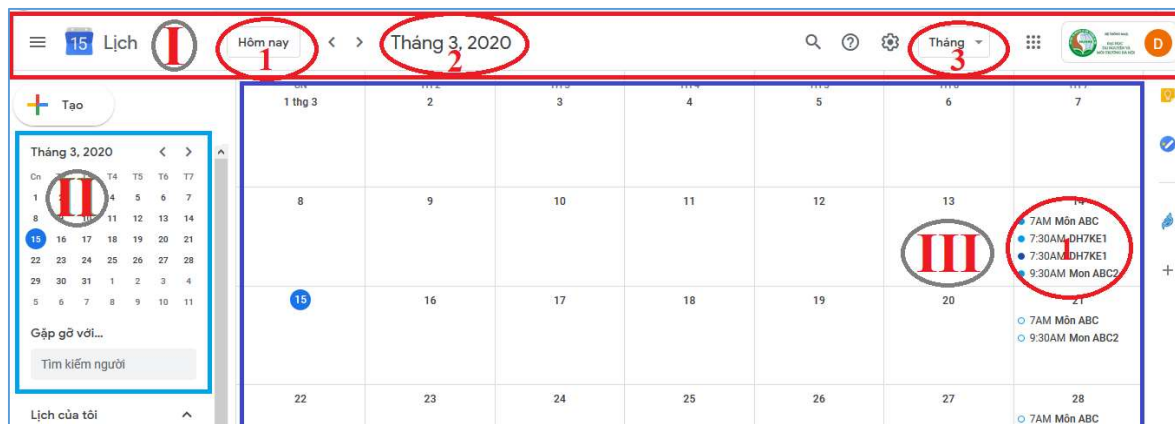 15 Lịch I Hôm nay 1 Tháng 3, 2020 2 Tháng 3 D
Tạo
Tháng 3, 2020
Cn T4 T5 T6 T7
1 4 5 6 7
8 10 11 12 13 14
15 16 17 18 19 20 21
22 23 24 25 26 27 28
29 30 31 1 2 3 4
5 6 7 8 9 10 11
II
Gặp gỡ với...
Tìm kiếm người
Lịch của tôi
1 thg 3 2 3 4 5 6 7
8 9 10 11 12 13 14
7AM Môn ABC
7:30AM DH7KE1
7:30AM DH7KE1
9:30AM Mon ABC2
III 1
15 16 17 18 19 20 21
7AM Môn ABC
9:30AM Mon ABC2
22 23 24 25 26 27 28
7AM Môn ABC